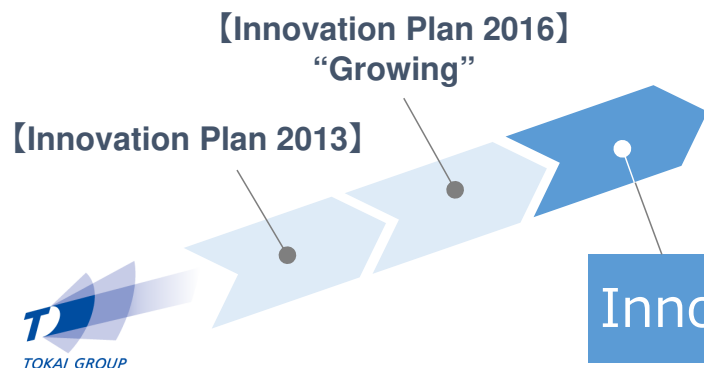 【Innovation Plan 2016】
“Growing”
【Innovation Plan 2013】
Inno
TOKAI GROUP